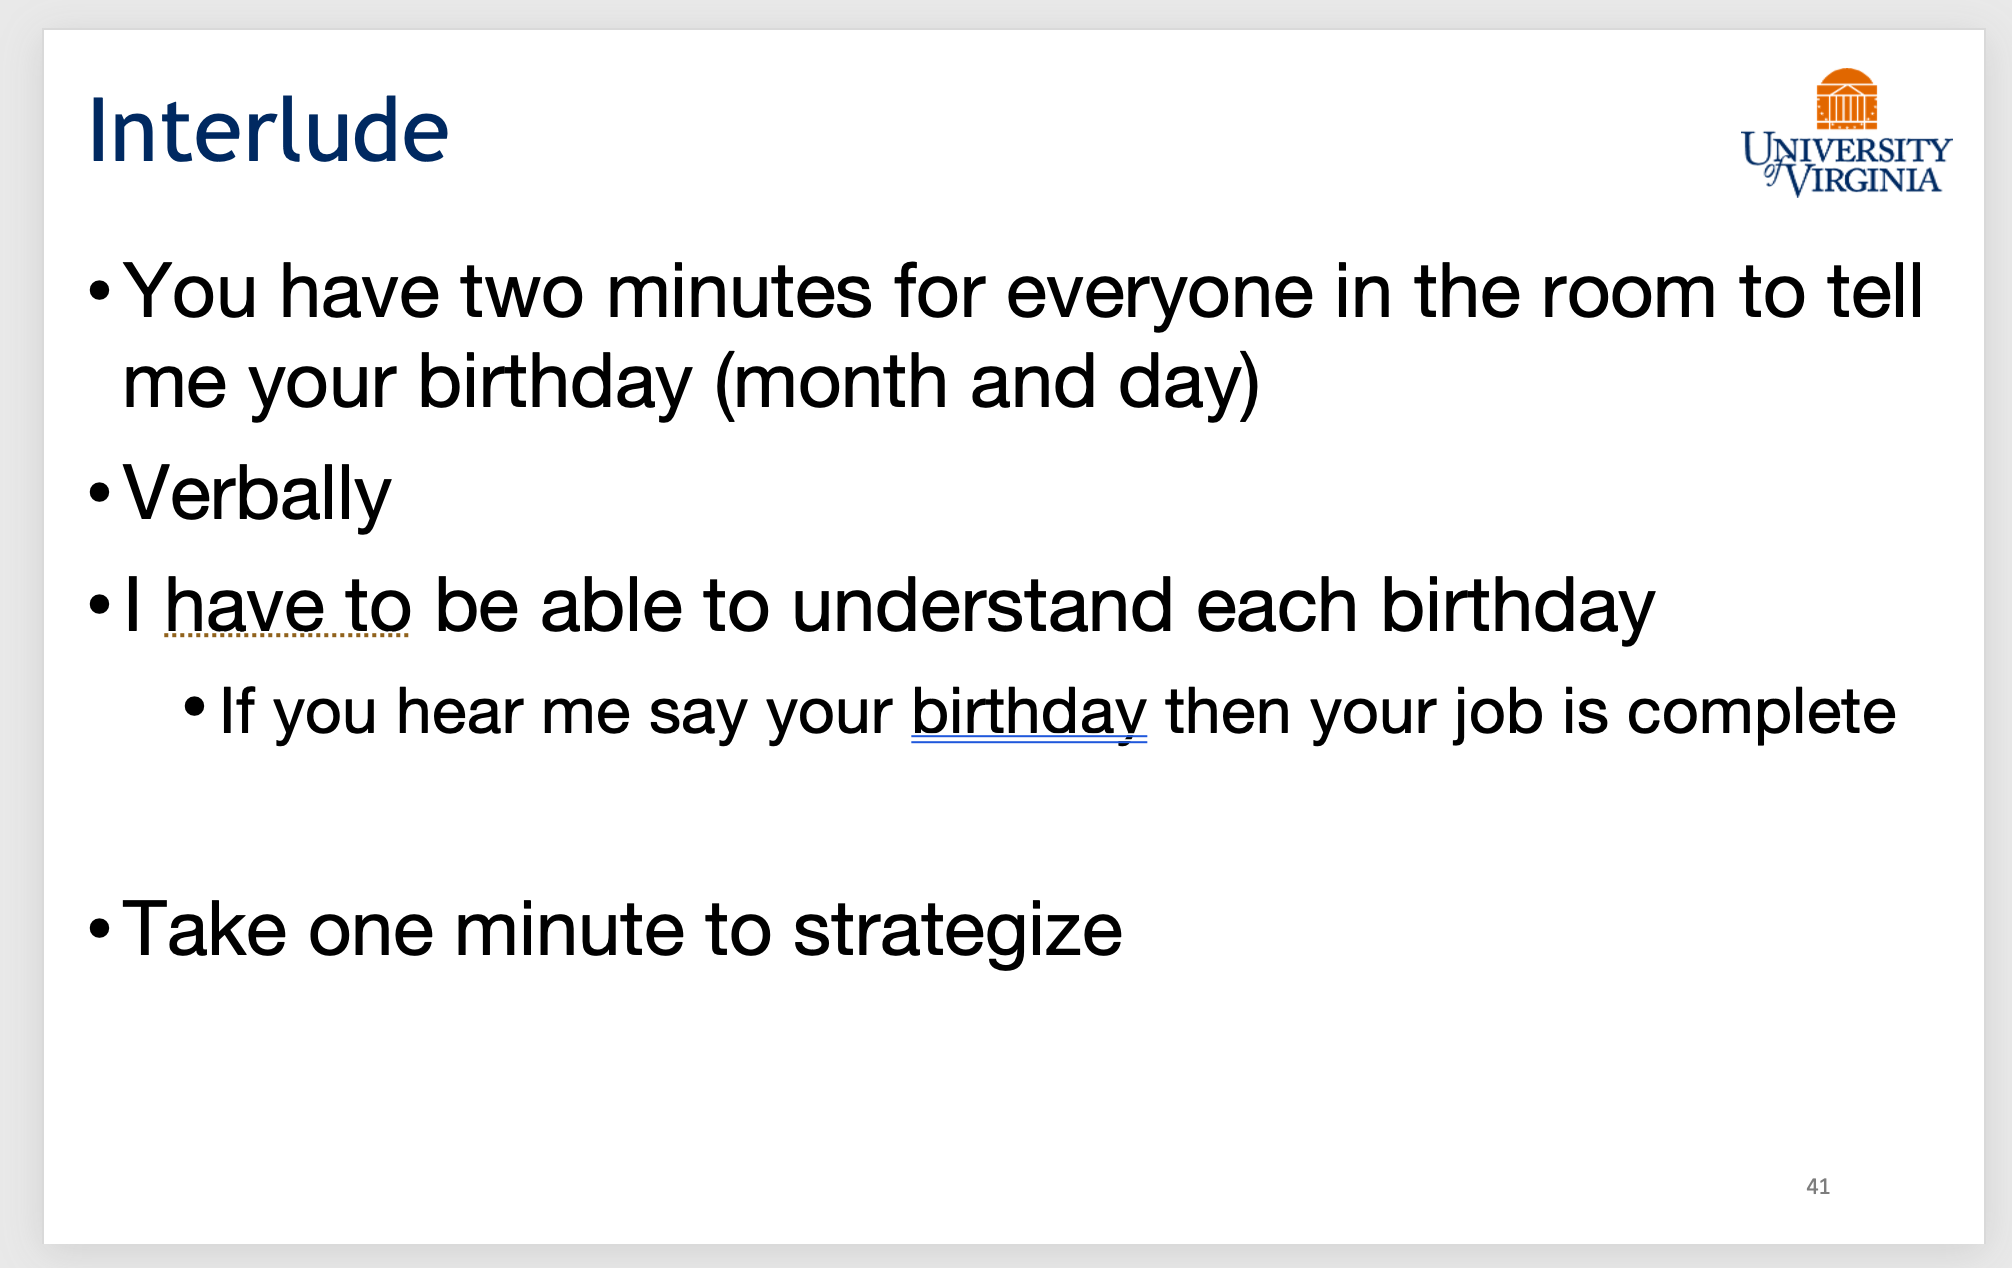 Interlude
UNIVERSITY
of VIRGINIA
• You have two minutes for everyone in the room to tell
me your birthday (month and day)
• Verbally
• I have to be able to understand each birthday
• If you hear me say your birthday then your job is complete
• Take one minute to strategize
41